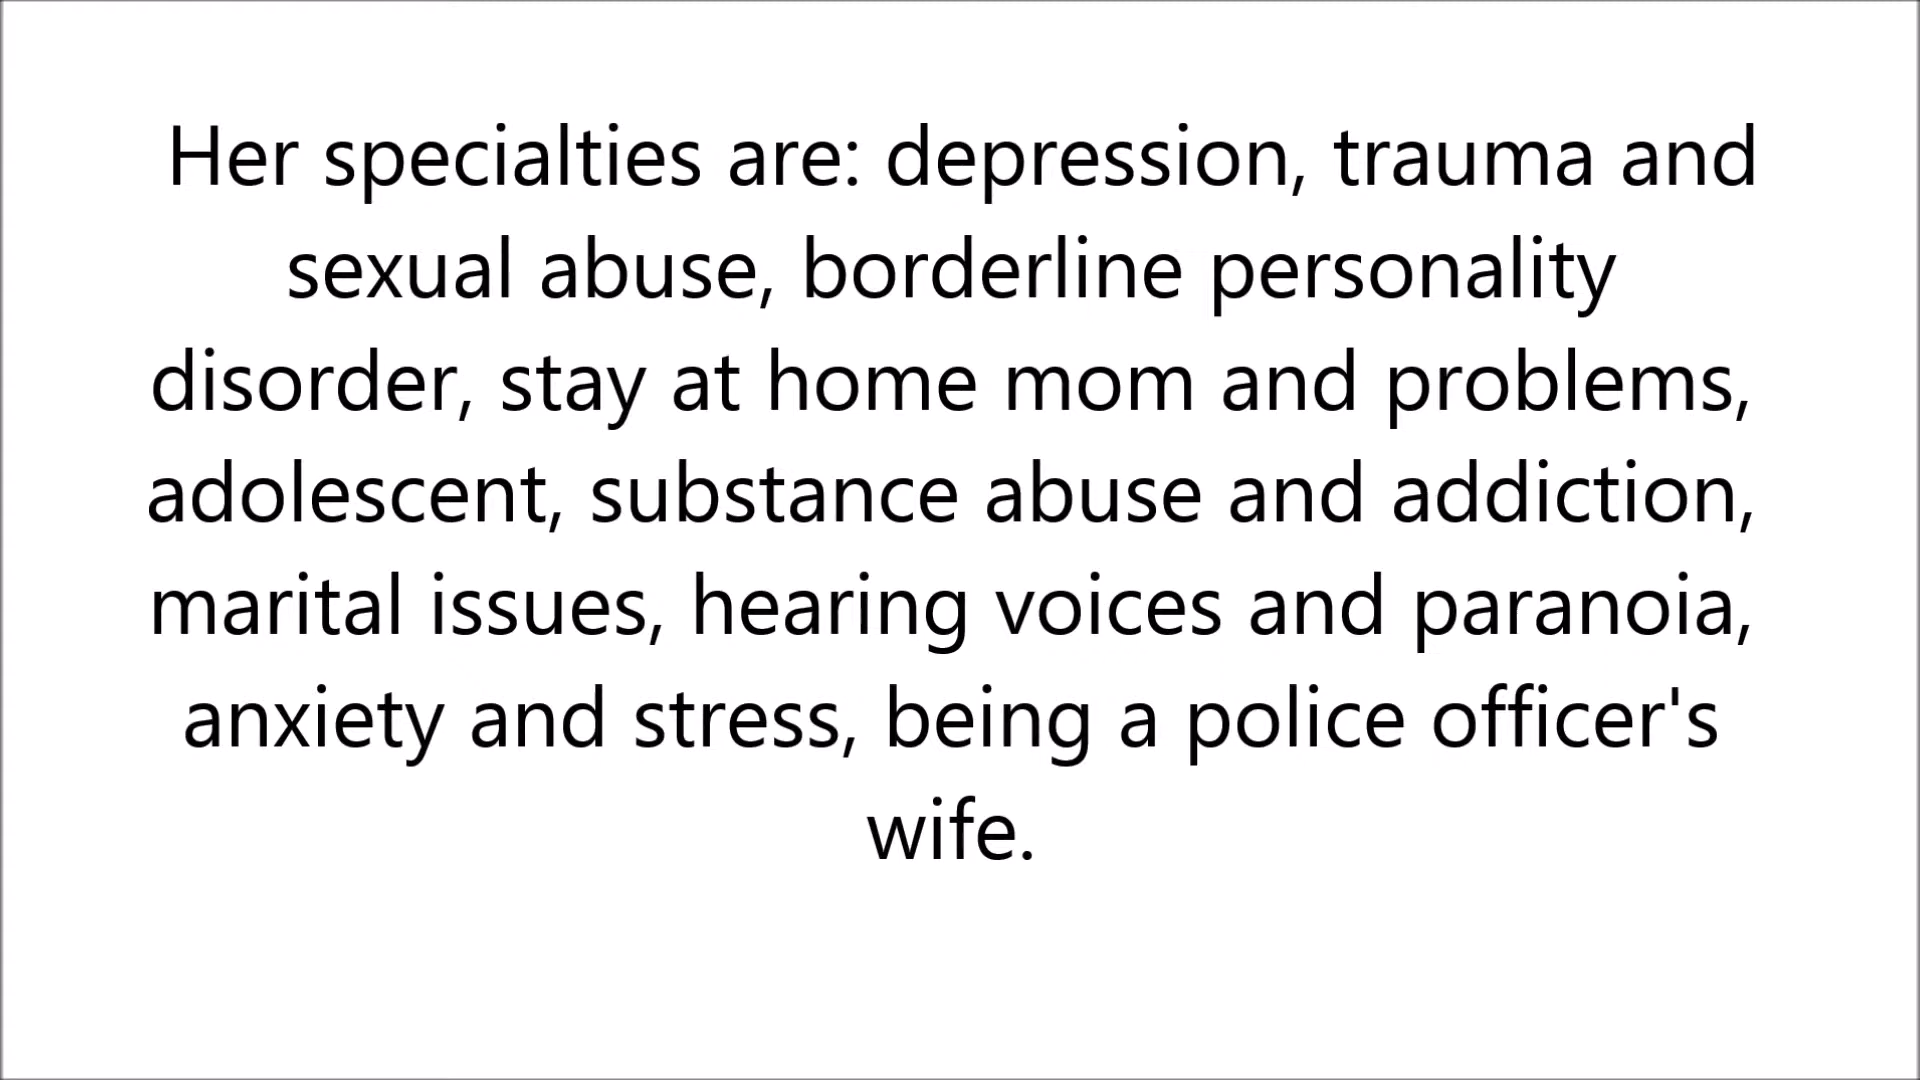 Her specialties are: depression, trauma and
sexual abuse, borderline personality
disorder, stay at home mom and problems,
adolescent, substance abuse and addiction,
marital issues, hearing voices and paranoia,
anxiety and stress, being a police officer's
wife.